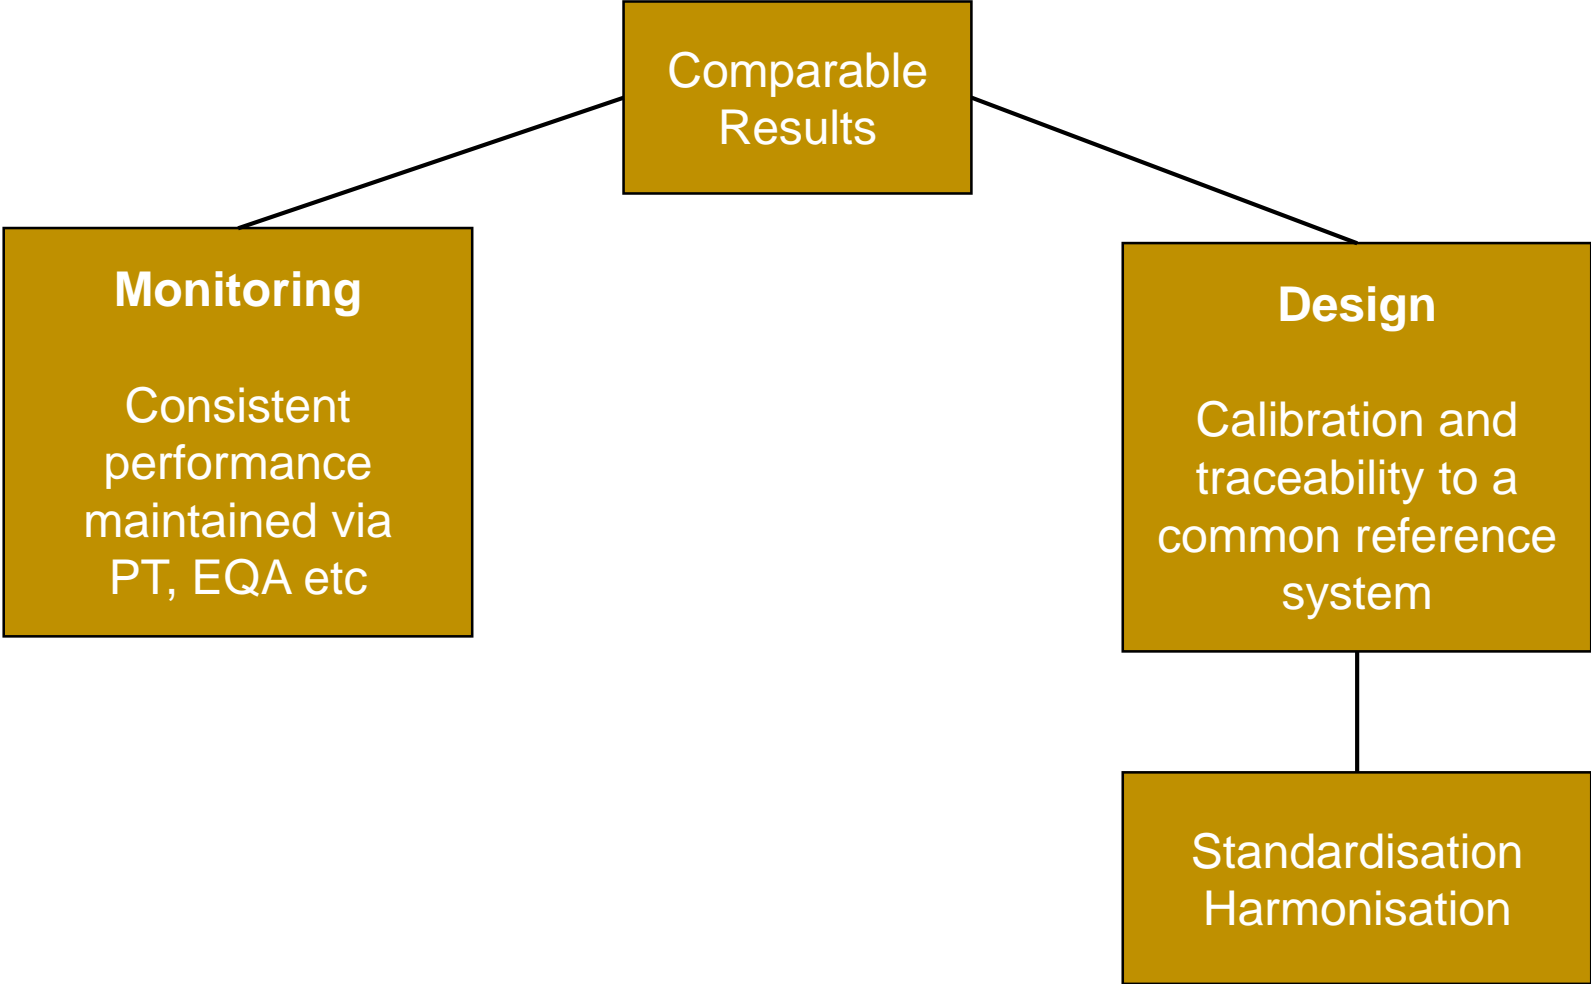 Comparable
Results
Monitoring
Consistent
performance
maintained via
PT, EQA etc
Design
Calibration and
traceability to a
common reference
system
Standardisation
Harmonisation